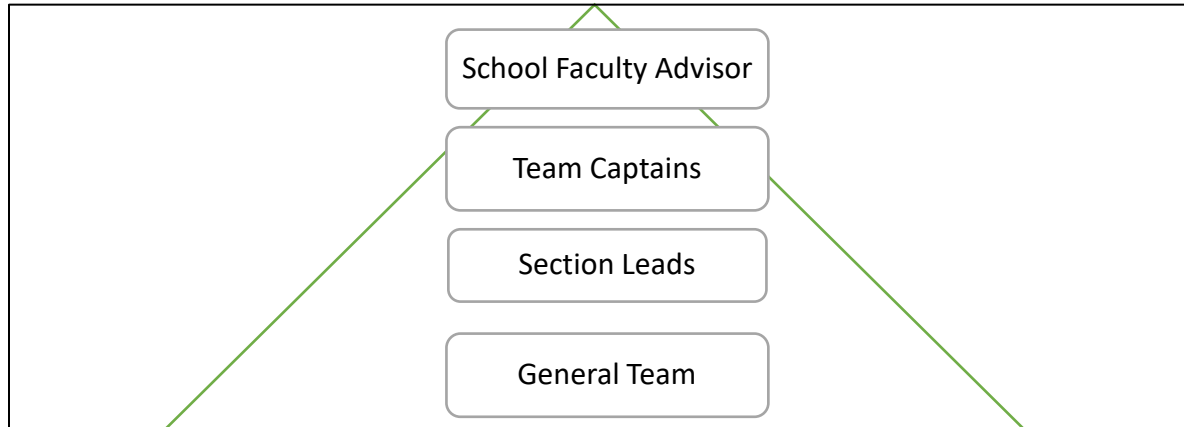 School Faculty Advisor
Team Captains
Section Leads
General Team